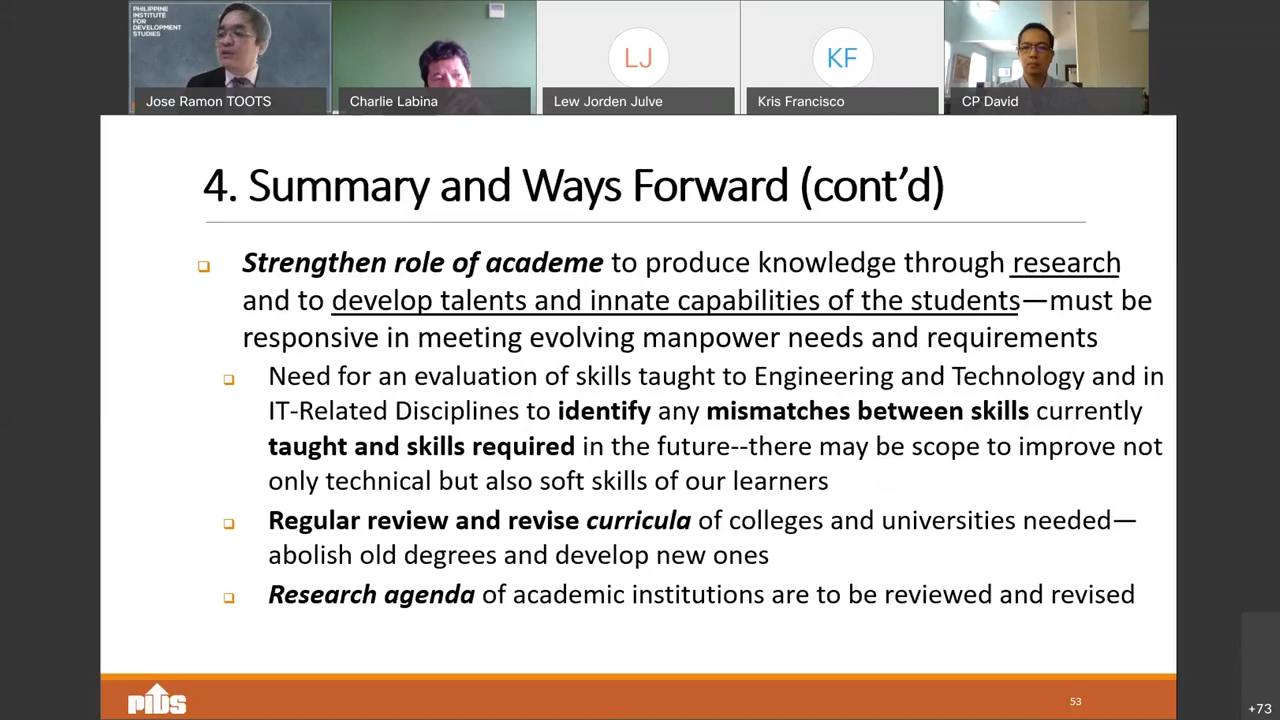 PHILIPPINE
INSTITUTE
FOR
DEVELOPMENT
STUDIES
Jose Ramon TOOTS
Charlie Labina
LJ
Lew Jorden Julve
KF
Kris Francisco
CP David
4. Summary and Ways Forward (cont’d)
Strengthen role of academe to produce knowledge through research
and to develop talents and innate capabilities of the students—must be
responsive in meeting evolving manpower needs and requirements
Need for an evaluation of skills taught to Engineering and Technology and in
IT-Related Disciplines to identify any mismatches between skills currently
taught and skills required in the future--there may be scope to improve not
only technical but also soft skills of our learners
Regular review and revise curricula of colleges and universities needed—
abolish old degrees and develop new ones
Research agenda of academic institutions are to be reviewed and revised
PIDS
53
+73